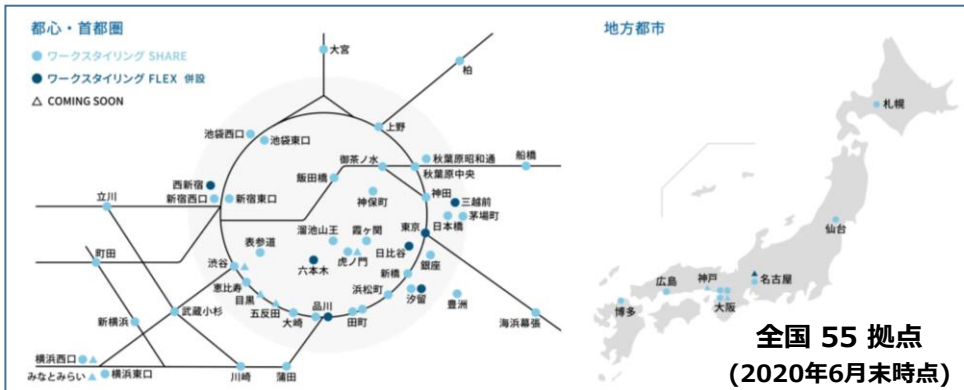 都心・首都圏
ワークスタイリング SHARE
ワークスタイリング FLEX 併設
△ COMING SOON
大宮
柏
池袋西口
池袋東口
上野
御茶ノ水
秋葉原昭和通
船橋
秋葉原中央
飯田橋
西新宿
新宿西口
新宿東口
神保町
神田
三越前
立川
茅場町
日本橋
東京
溜池山王
霞ヶ関
表参道
日比谷
銀座
町田
渋谷
六本木
虎ノ門
新橋
恵比寿
浜松町
汐留
豊洲
目黒
五反田
大崎
品川
田町
海浜幕張
新横浜
武蔵小杉
横浜西口
みなとみらい
横浜東口
川崎
蒲田
地方都市
札幌
仙台
広島
神戸
名古屋
博多
大阪
全国 55 拠点
(2020年6月末時点)